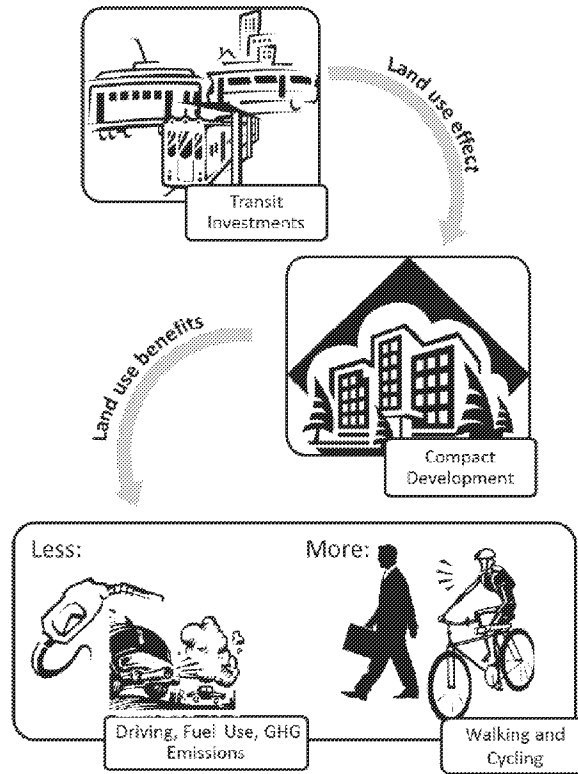 Land use effect
Transit
Investments
Land use benefits
Compact
Development
Less:
More:
Driving, Fuel Use, GHG
Emissions
Walking and
Cycling